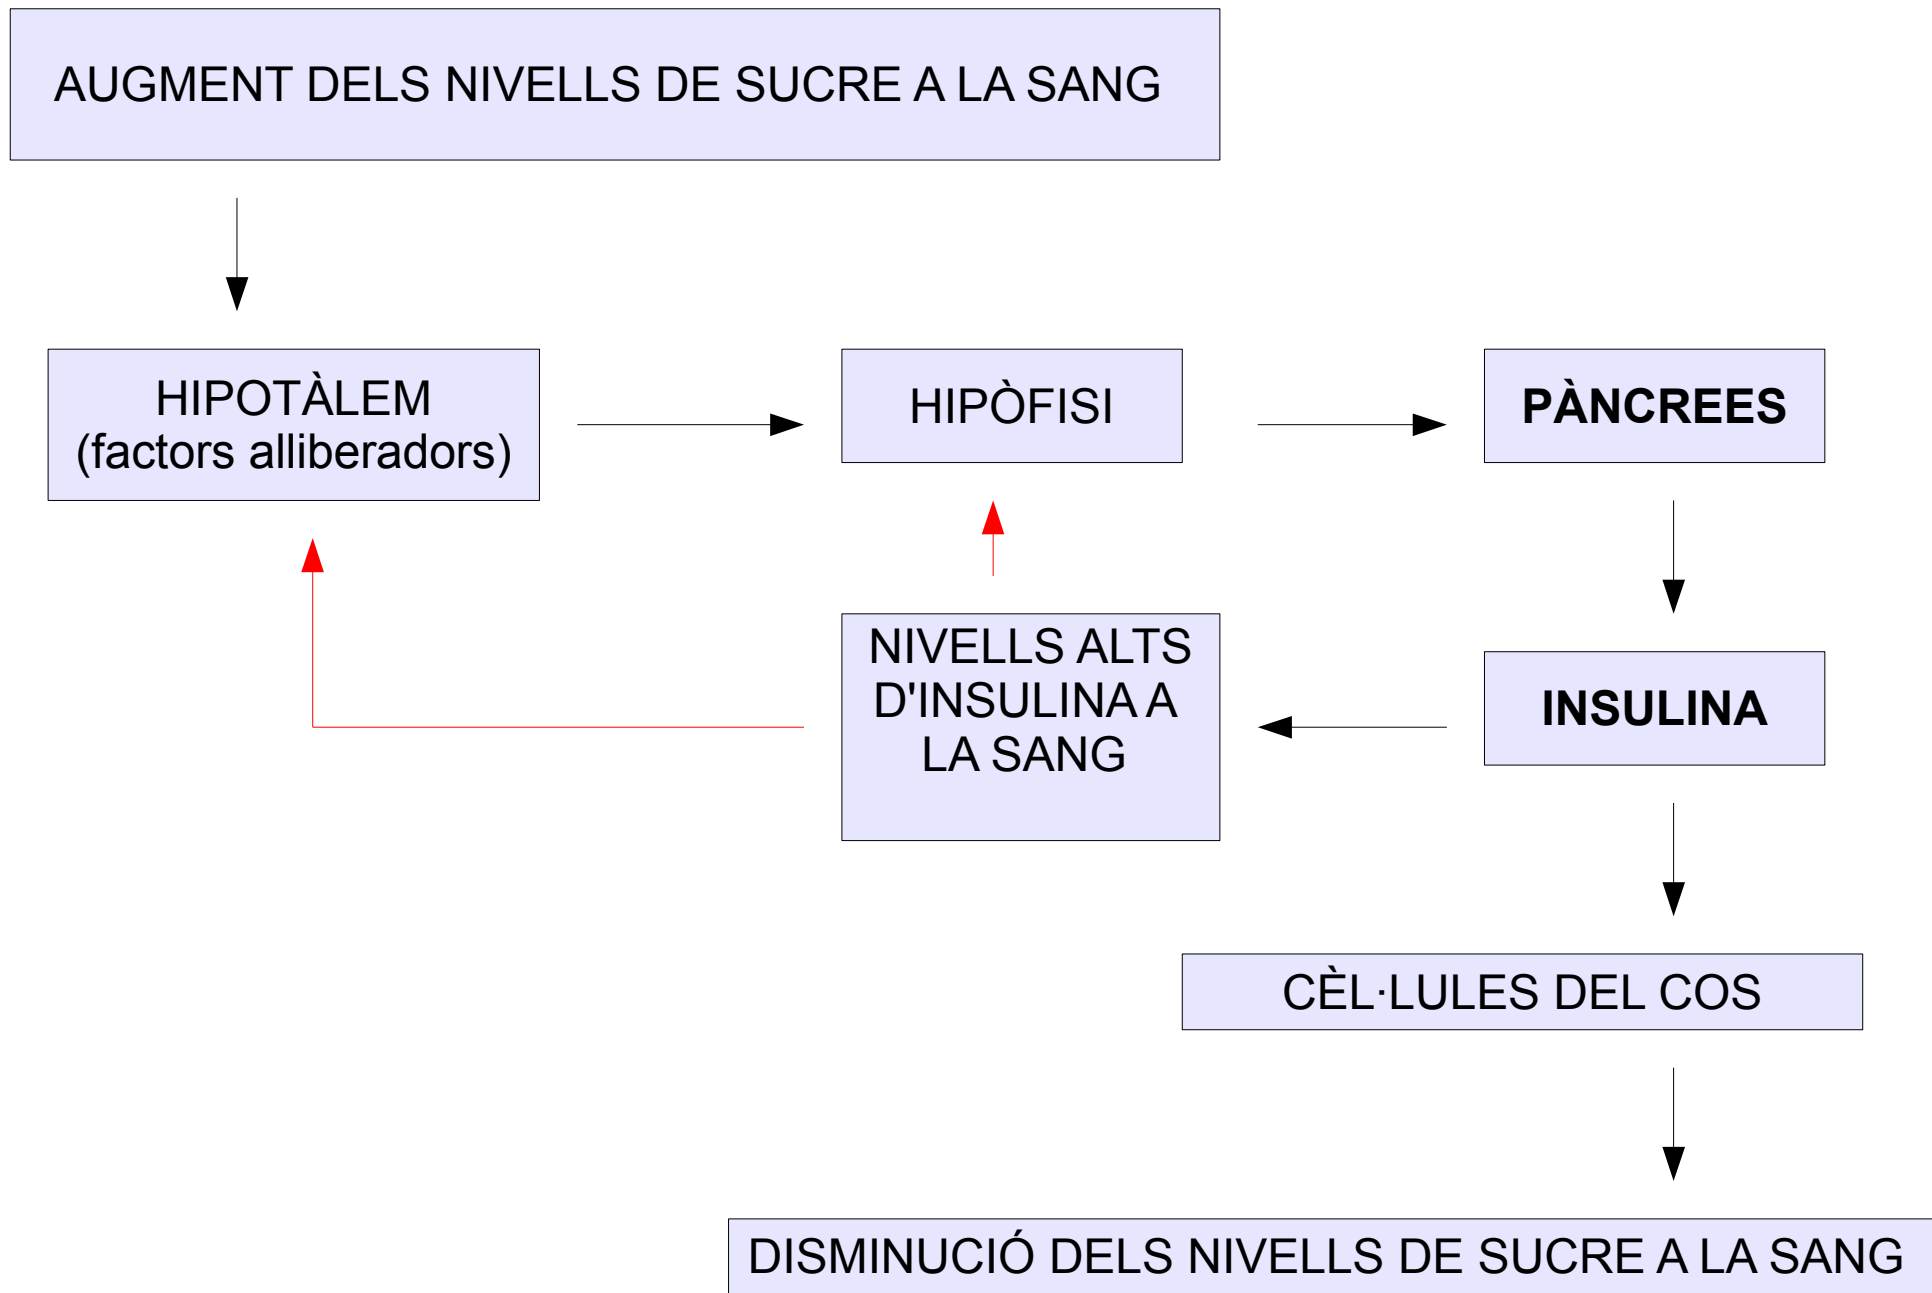 AUGMENT DELS NIVELLS DE SUCRE A LA SANG
HIPOTÀLEM
(factors alliberadors)
HIPÒFISI
PÀNCREES
NIVELLS ALTS
D'INSULINA A
LA SANG
INSULINA
CÈL·LULES DEL COS
DISMINUCIÓ DELS NIVELLS DE SUCRE A LA SANG